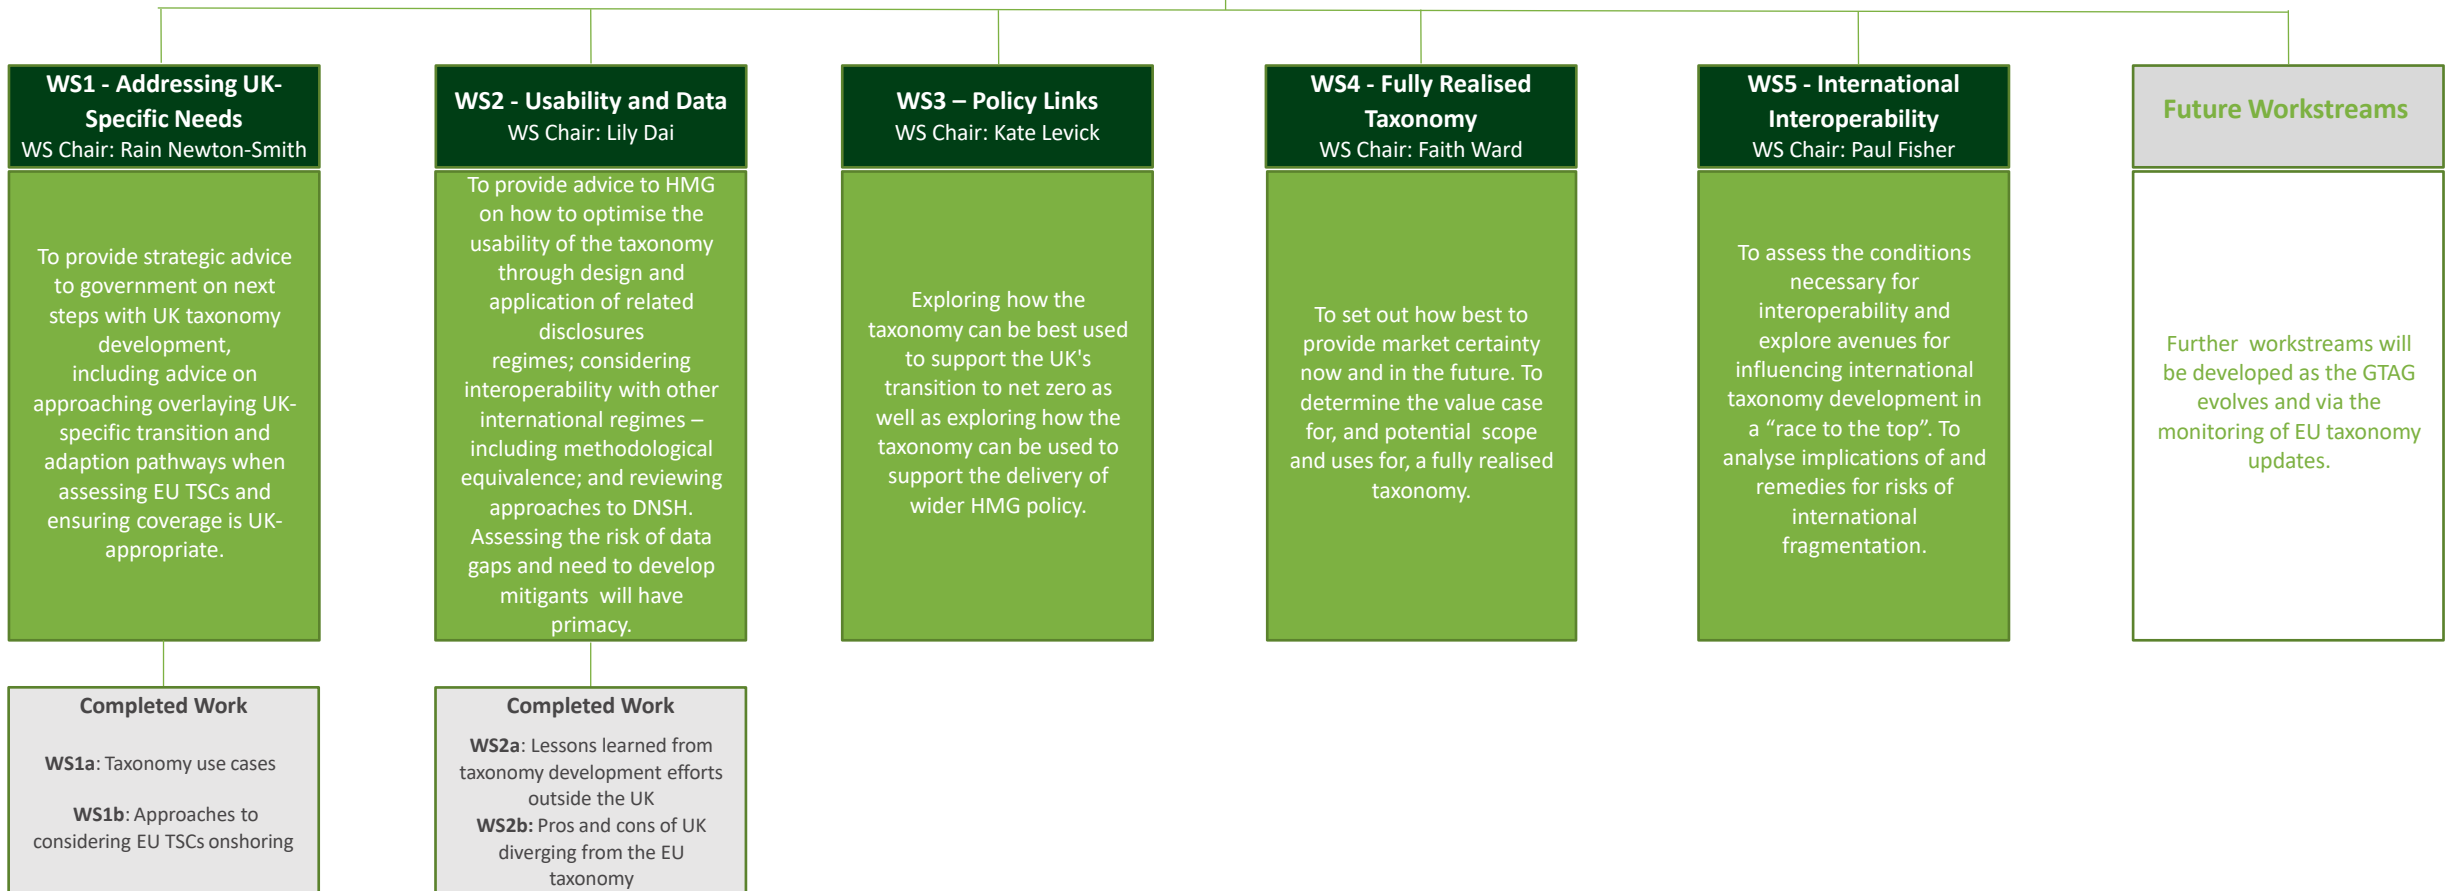 WS1 - Addressing UK-
Specific Needs
WS Chair: Rain Newton-Smith
To provide strategic advice
to government on next
steps with UK taxonomy
development,
including advice on
approaching overlaying UK-
specific transition and
adaption pathways when
assessing EU TSCs and
ensuring coverage is UK-
appropriate.
Completed Work
WS1a: Taxonomy use cases
WS1b: Approaches to
considering EU TSCs onshoring
WS2 - Usability and Data
WS Chair: Lily Dai
To provide advice to HMG
on how to optimise the
usability of the taxonomy
through design and
application of related
disclosures
regimes; considering
interoperability with other
international regimes –
including methodological
equivalence; and reviewing
approaches to DNSH.
Assessing the risk of data
gaps and need to develop
mitigants will have
primacy.
Completed Work
WS2a: Lessons learned from
taxonomy development efforts
outside the UK
WS2b: Pros and cons of UK
diverging from the EU
taxonomy
WS3 – Policy Links
WS Chair: Kate Levick
Exploring how the
taxonomy can be best used
to support the UK's
transition to net zero as
well as exploring how the
taxonomy can be used to
support the delivery of
wider HMG policy.
WS4 - Fully Realised
Taxonomy
WS Chair: Faith Ward
To set out how best to
provide market certainty
now and in the future. To
determine the value case
for, and potential scope
and uses for, a fully realised
taxonomy.
WS5 - International
Interoperability
WS Chair: Paul Fisher
To assess the conditions
necessary for
interoperability and
explore avenues for
influencing international
taxonomy development in
a “race to the top”. To
analyse implications of and
remedies for risks of
international
fragmentation.
Future Workstreams
Further workstreams will
be developed as the GTAG
evolves and via the
monitoring of EU taxonomy
updates.